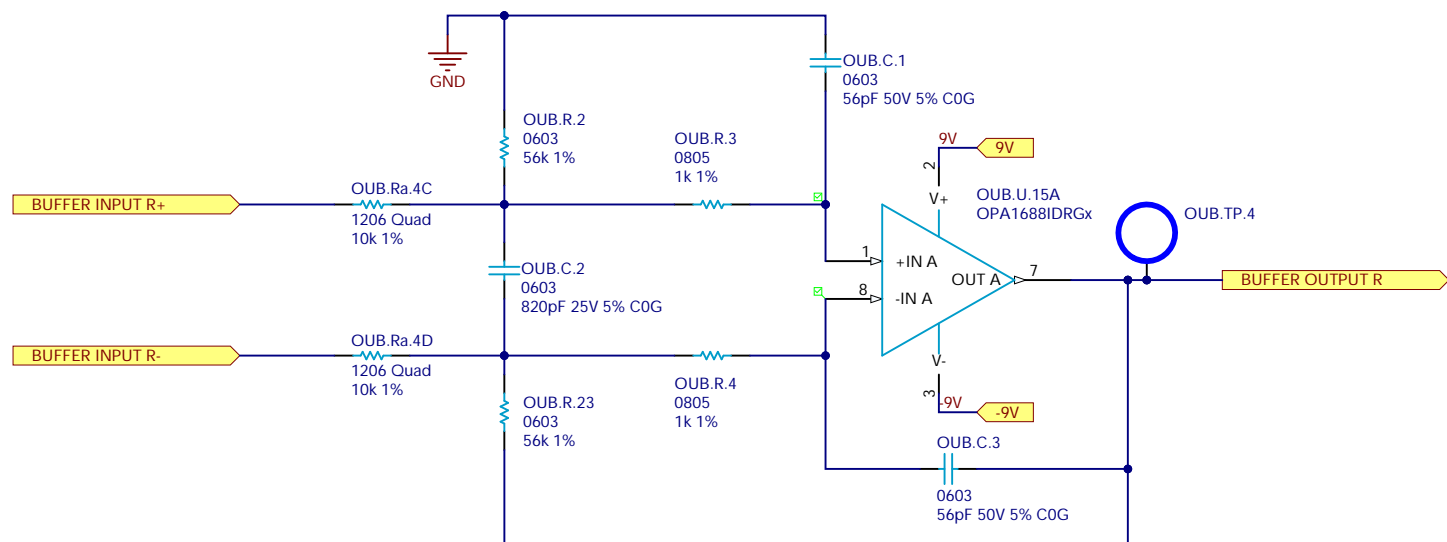 GND
OUB.C.1
0603
56pF 50V 5% C0G
OUB.R.2
0603
56k 1%
OUB.R.3
0805
1k 1%
9V
9V
2
V+
OUB.U.15A
OPA1688IDRGx
OUB.TP.4
BUFFER INPUT R+
OUB.Ra.4C
1206 Quad
10k 1%
1
+IN A
OUB.C.2
0603
820pF 25V 5% C0G
8
-IN A
OUT A
7
BUFFER OUTPUT R
BUFFER INPUT R-
OUB.Ra.4D
1206 Quad
10k 1%
V-
3
-9V
-9V
OUB.R.4
0805
1k 1%
OUB.R.23
0603
56k 1%
OUB.C.3
0603
56pF 50V 5% C0G